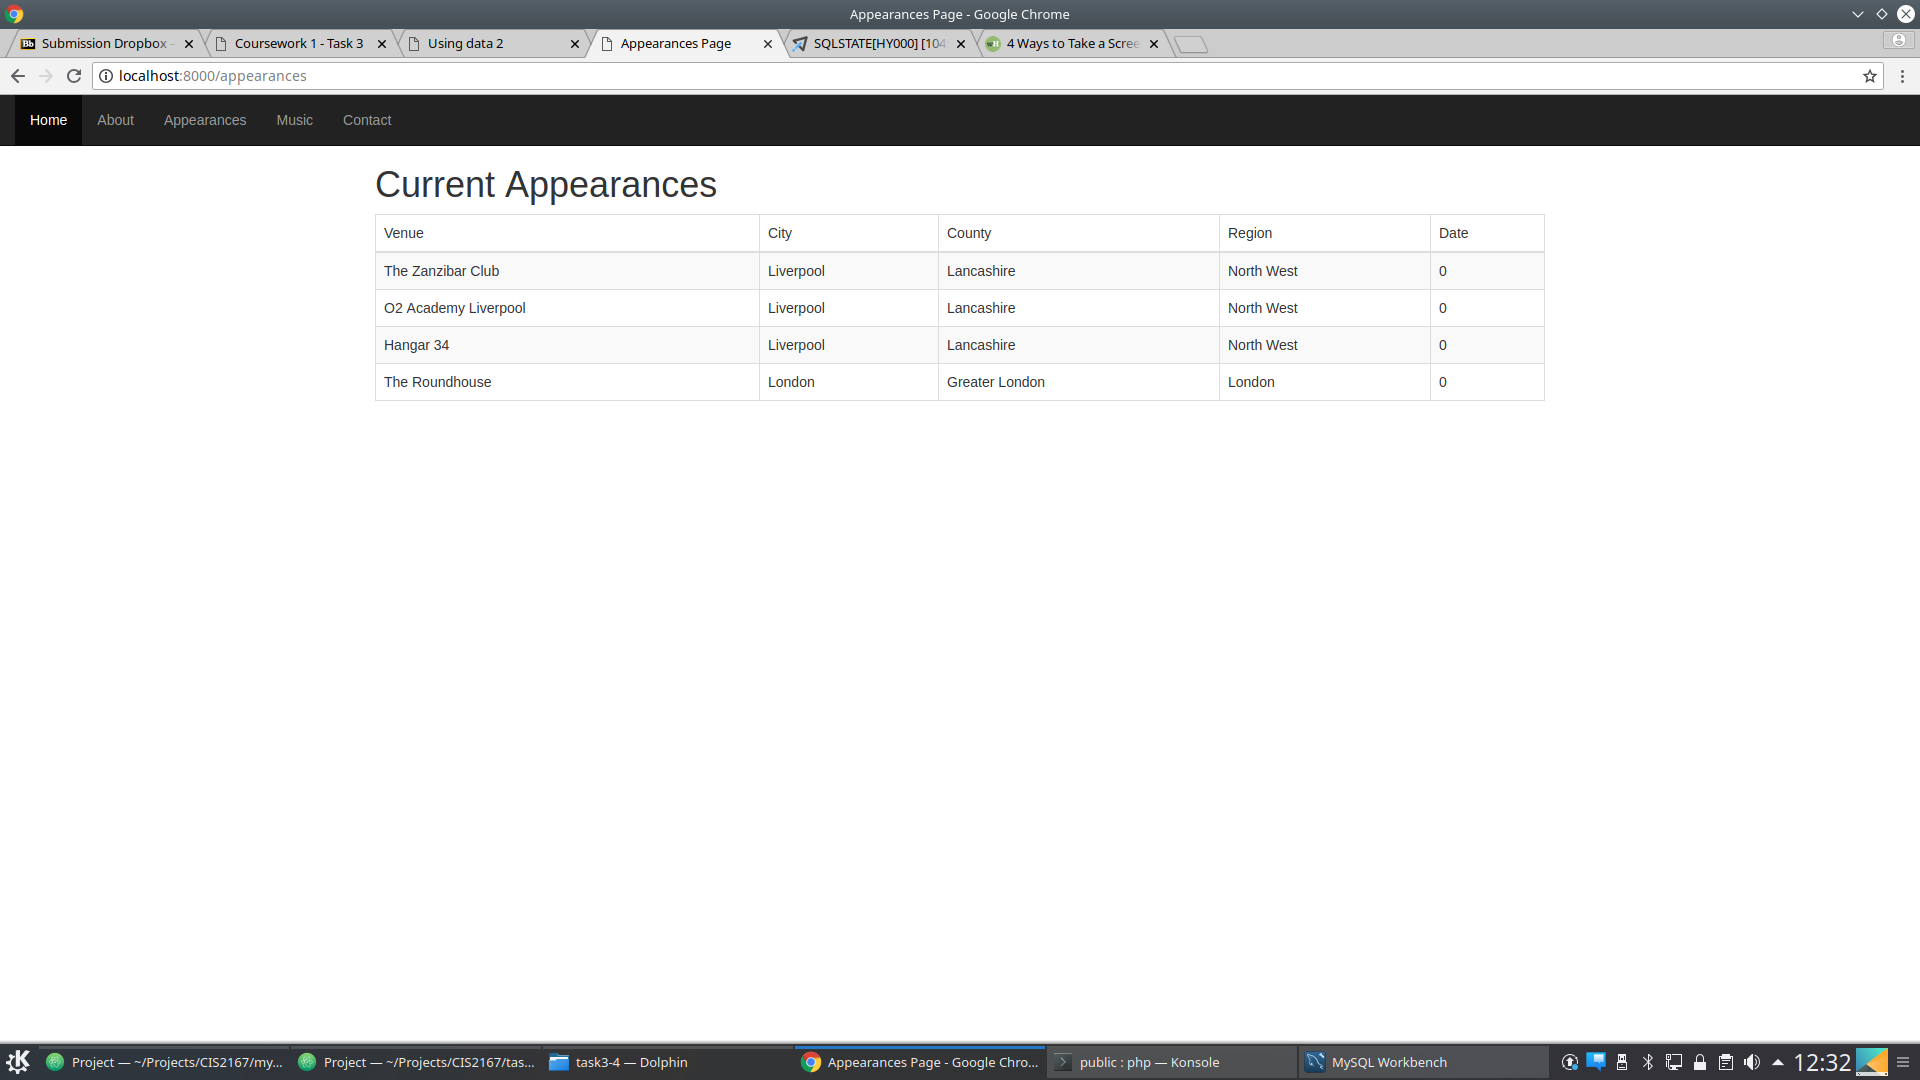 Appearances Page - Google Chrome
Submission Dropbox –
Coursework 1 - Task 3
Using data 2
Appearances Page
SQLSTATE[HY000] [104
4 Ways to Take a Scree
localhost:8000/appearances
Home About Appearances Music Contact
Current Appearances
Venue City County Region Date
The Zanzibar Club Liverpool Lancashire North West 0
O2 Academy Liverpool Liverpool Lancashire North West 0
Hangar 34 Liverpool Lancashire North West 0
The Roundhouse London Greater London London 0
Project — ~/Projects/CIS2167/my...
Project — ~/Projects/CIS2167/tas...
task3-4 — Dolphin
Appearances Page - Google Chro...
public : php — Konsole
MySQL Workbench
12:32